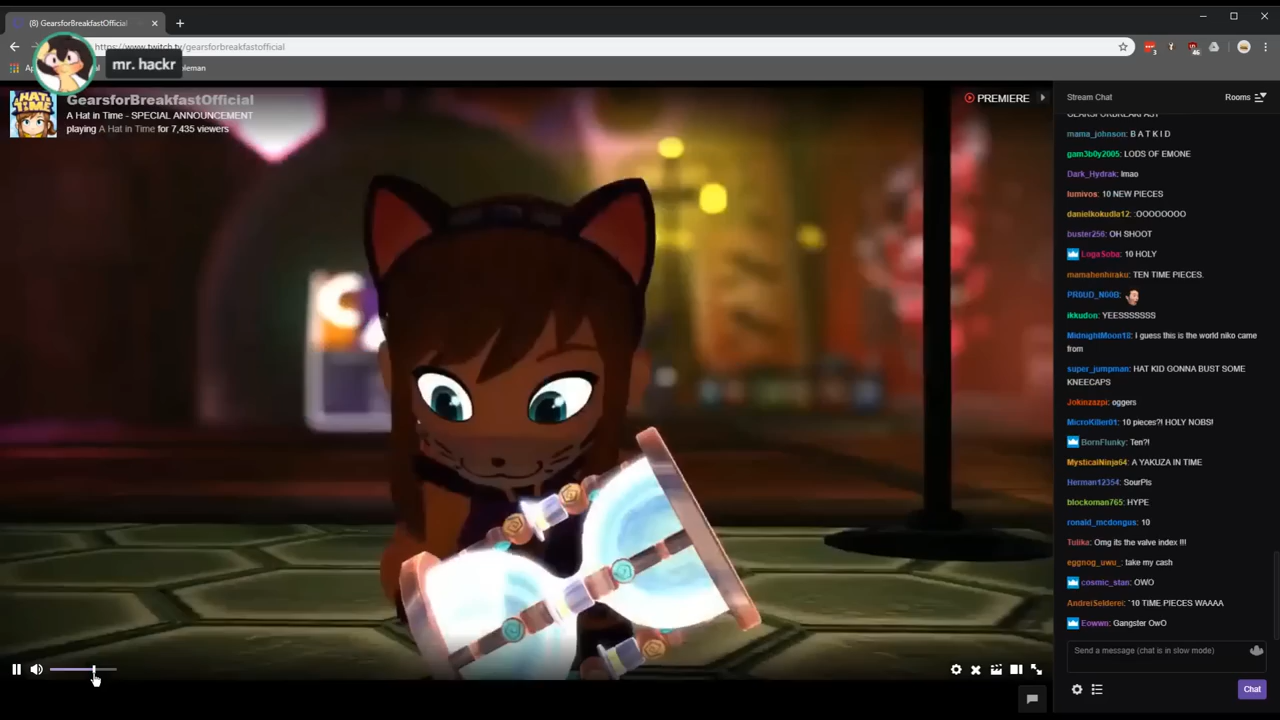 (8) GearsforBreakfastOfficial
https://www.twitch.tv/gearsforbreakfastofficial
mr. hackr
GearsforBreakfastOfficial
A Hat in Time - SPECIAL ANNOUNCEMENT
playing A Hat in Time for 7,435 viewers
HAT
TIME
PREMIERE
Stream Chat
Rooms
GEARSFORBREAKFAST
mama_johnson: B A T K I D
gam3b0y2005: LODS OF EMONE
Dark_Hydrak: lmao
lumivos: 10 NEW PIECES
danielkokudla12: :OOOOOOOO
buster256: OH SHOOT
LogaSoba: 10 HOLY
mamahenhiraku: TEN TIME PIECES.
PR0UD_N00B:
ikkudon: YEESSSSSSS
MidnightMoon18: I guess this is the world niko came
from
super_jumpman: HAT KID GONNA BUST SOME
KNEECAPS
Jokinzazpi: oggers
MicroKiller01: 10 pieces?! HOLY NOBS!
BornFlunky: Ten?!
MysticalNinja64: A YAKUZA IN TIME
Herman12354: SourPls
blockoman765: HYPE
ronald_mcdongus: 10
Tulika: Omg its the valve index !!!
eggnog_uwu_: take my cash
cosmic_stan: OWO
AndreiSelderei: `10 TIME PIECES WAAAA
Eowwn: Gangster OwO
Send a message (chat is in slow mode)
Chat